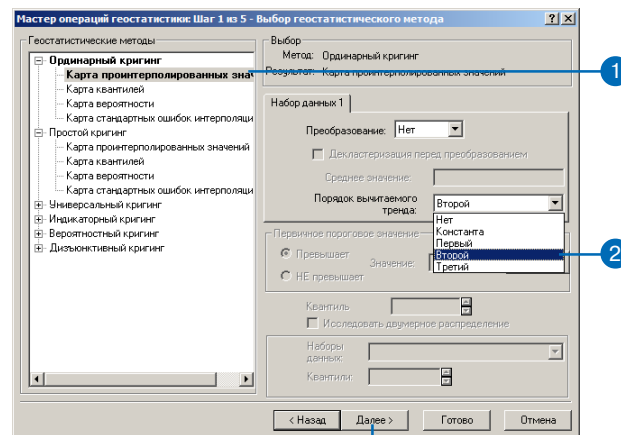 Мастер операций геостатистики: Шаг 1 из 5 - Выбор геостатистического метода
Геостатистические методы
Ординарный кригинг
Карта проинтерполированных знач
Карта квантилей
Карта вероятности
Карта стандартных ошибок интерполяци
Простой кригинг
Карта проинтерполированных значений
Карта квантилей
Карта вероятности
Карта стандартных ошибок интерполяци
Универсальный кригинг
Индикаторный кригинг
Вероятностный кригинг
Дизъюнктивный кригинг
Выбор
Метод: Ординарный кригинг
Результат: Карта проинтерполированных значений
1
Набор данных 1
Преобразование: Нет
Декластеризация перед преобразованием
Среднее значение:
Порядок вычитаемого
тренда: Второй
Нет
Константа
Первый
Второй
Третий
2
Первичное пороговое значение
Превышает
Значение:
НЕ превышает
Квантиль
Исследовать двумерное распределение
Наборы
данных:
Квантили:
< Назад
Далее >
Готово
Отмена